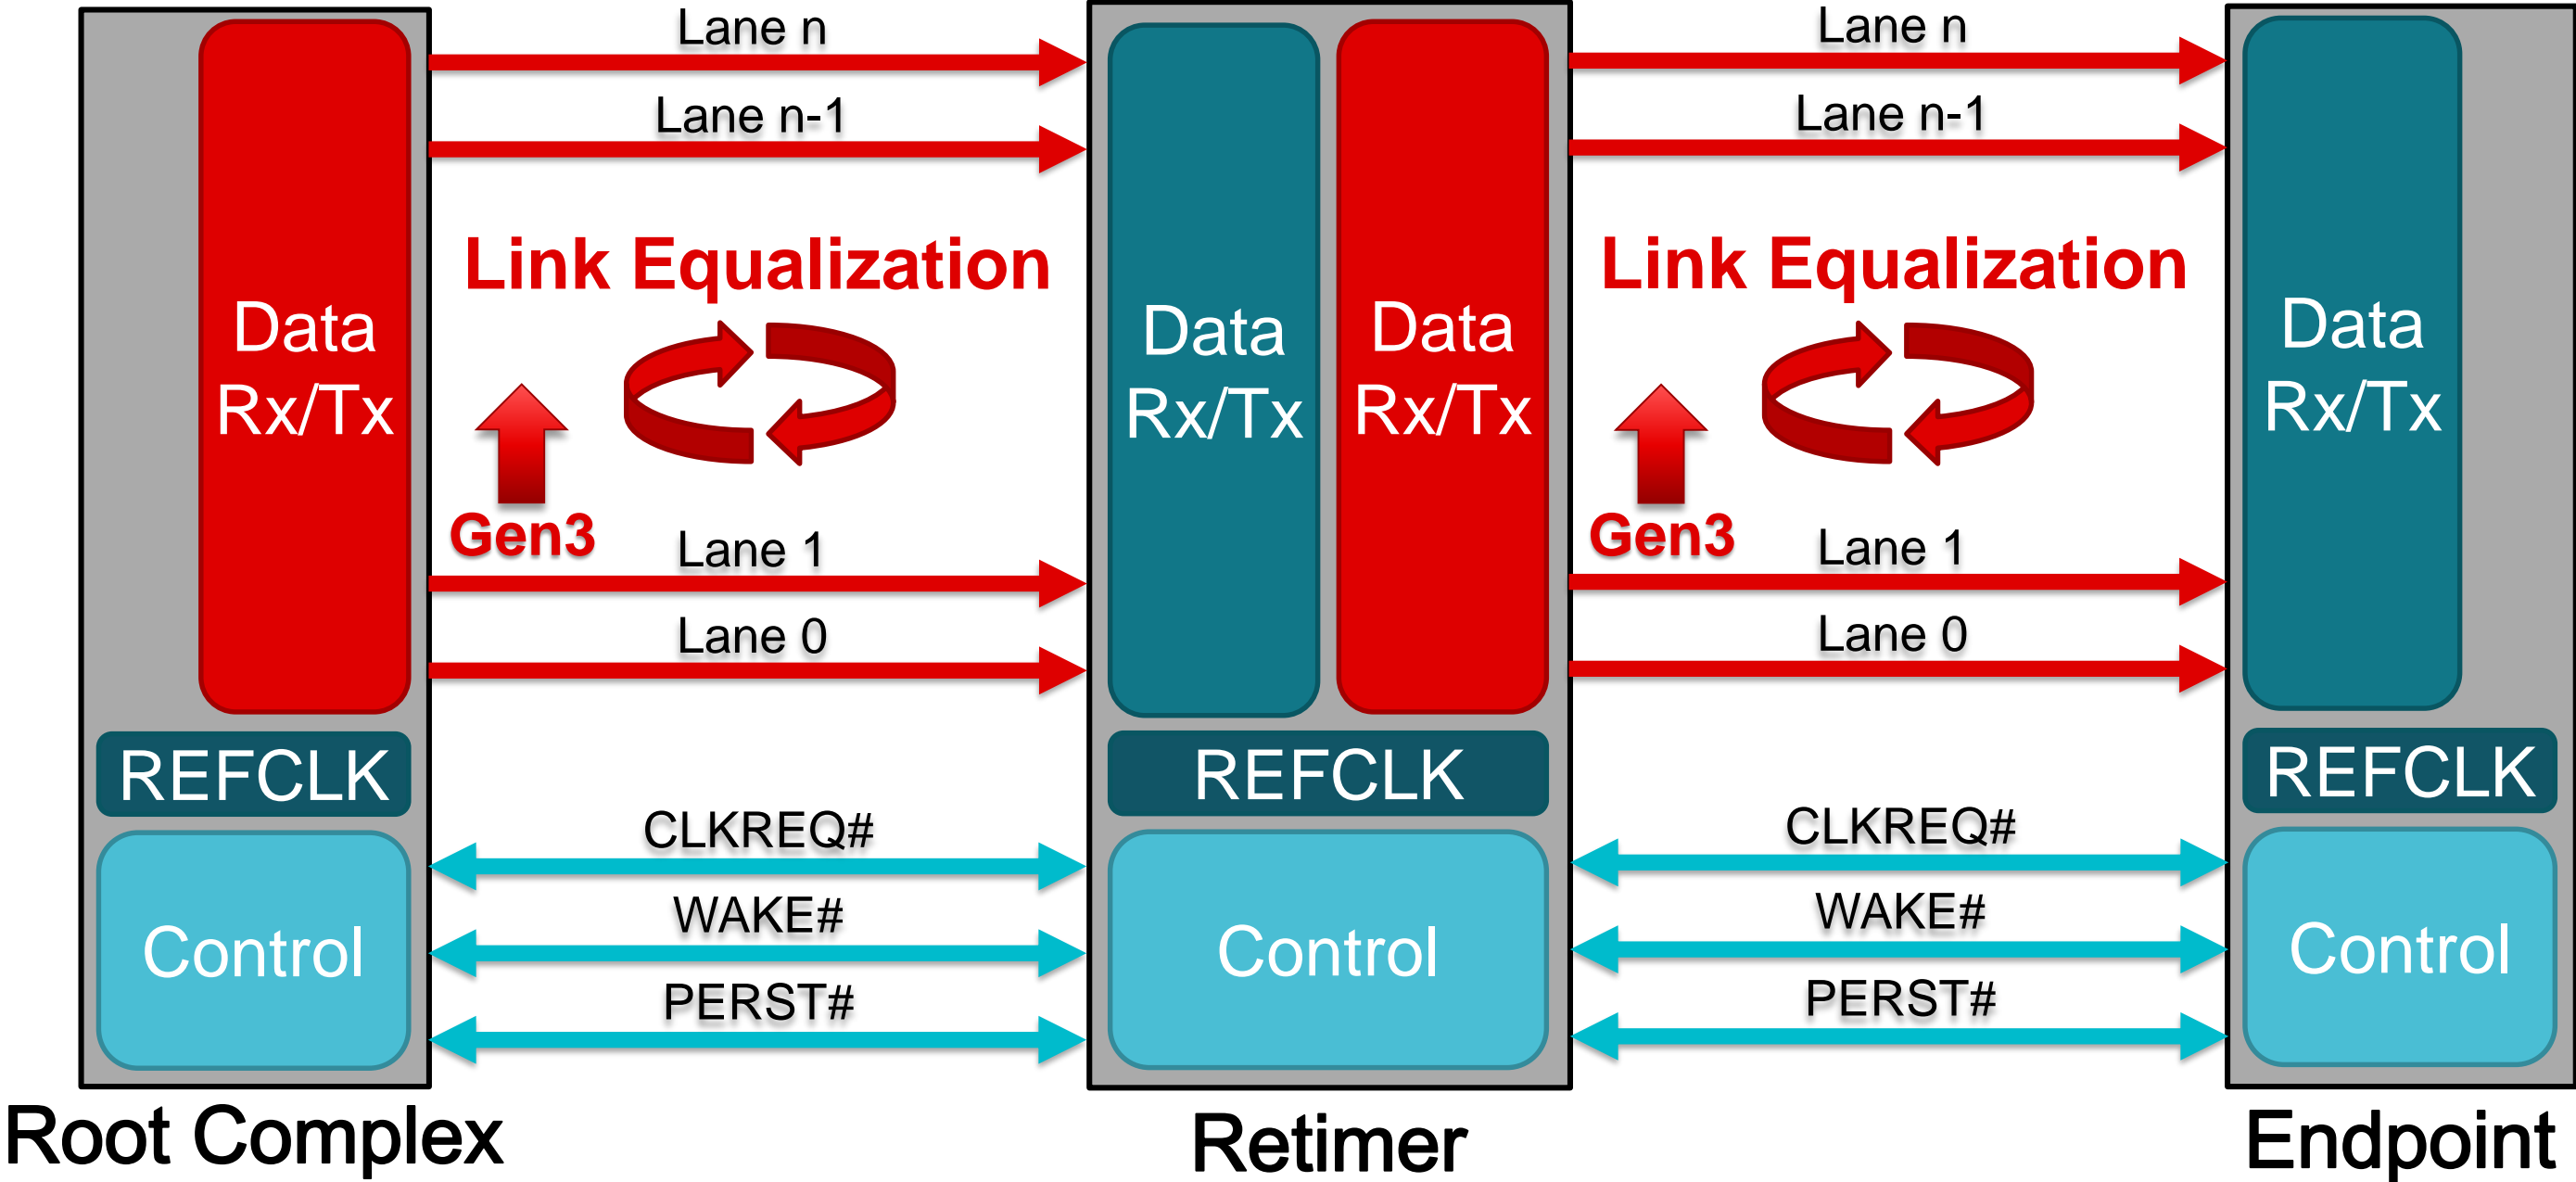 Lane n
Lane n-1
Link Equalization
Data
Rx/Tx
Gen3
Lane 1
Lane 0
REFCLK
CLKREQ#
WAKE#
PERST#
Control
Root Complex
Data
Rx/Tx
Data
Rx/Tx
REFCLK
Control
Retimer
Lane n
Lane n-1
Link Equalization
Gen3
Lane 1
Lane 0
CLKREQ#
WAKE#
PERST#
Data
Rx/Tx
REFCLK
Control
Endpoint